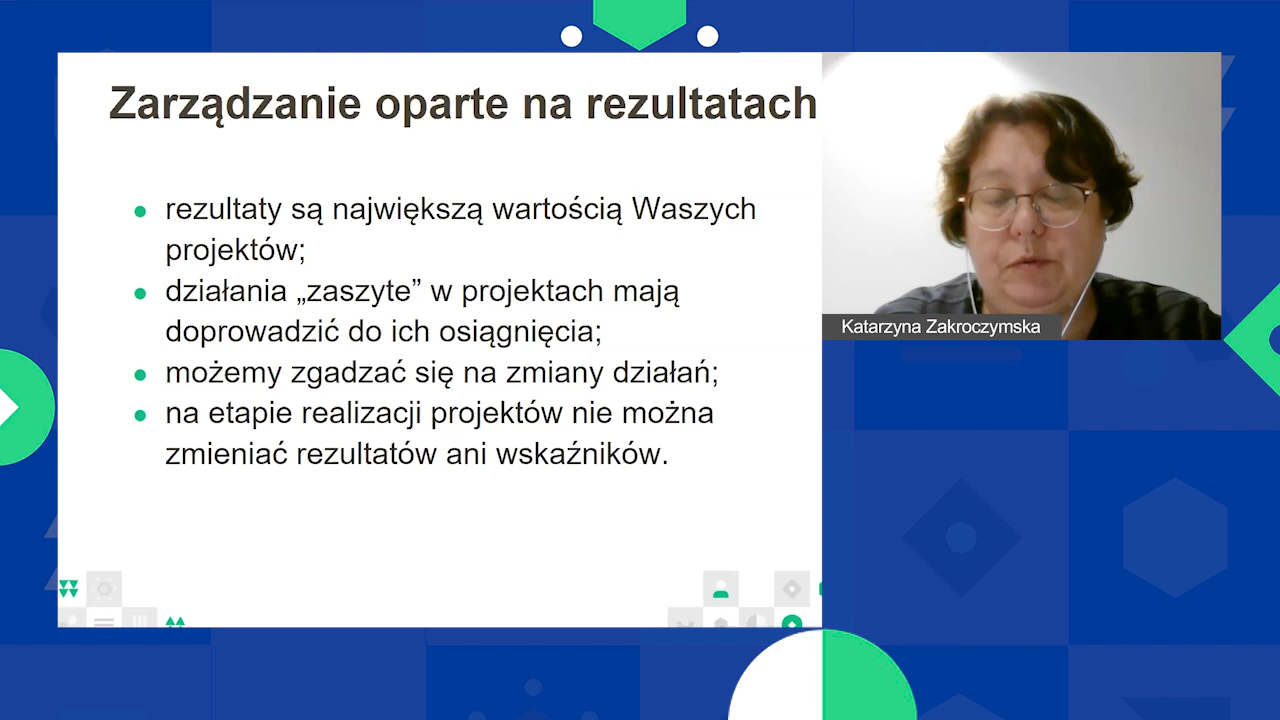 Zarządzanie oparte na rezultatach
rezultaty są największą wartością Waszych
projektów;
działania „zaszyte” w projektach mają
doprowadzić do ich osiągnięcia;
możemy zgadzać się na zmiany działań;
na etapie realizacji projektów nie można
zmieniać rezultatów ani wskaźników.
Katarzyna Zakroczymska